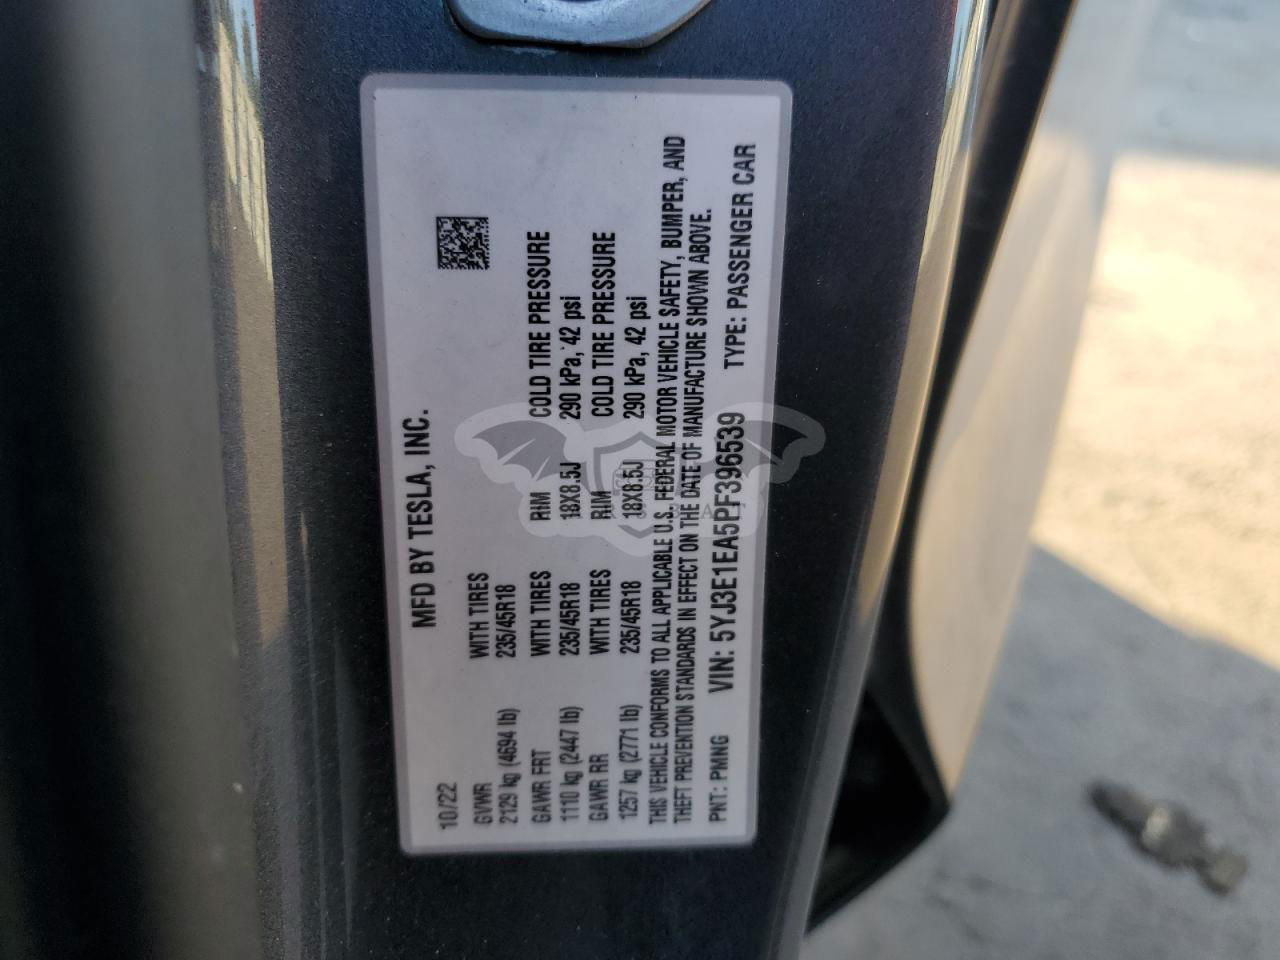 MFD BY TESLA, INC.
10/22
GVWR WITH TIRES
2129 kg (4694 lb) 235/45R18
GAWR FRT WITH TIRES RIM COLD TIRE PRESSURE
1110 kg (2447 lb) 235/45R18 18X8.5J 290 kPa, 42 psi
GAWR RR WITH TIRES RIM COLD TIRE PRESSURE
1257 kg (2771 lb) 235/45R18 18X8.5J 290 kPa, 42 psi
THIS VEHICLE CONFORMS TO ALL APPLICABLE U.S. FEDERAL MOTOR VEHICLE SAFETY, BUMPER, AND
THEFT PREVENTION STANDARDS IN EFFECT ON THE DATE OF MANUFACTURE SHOWN ABOVE.
PNT: PMNG VIN: 5YJ3E1EA5PF396539 TYPE: PASSENGER CAR